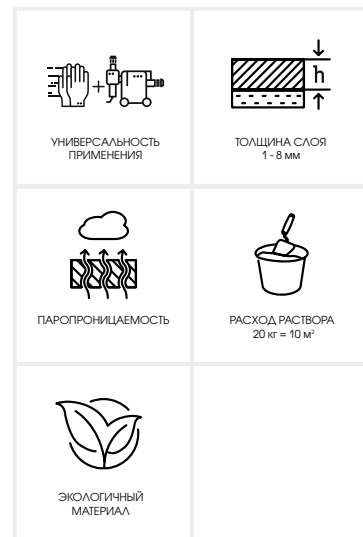 h
УНИВЕРСАЛЬНОСТЬ
ПРИМЕНЕНИЯ
ТОЛЩИНА СЛОЯ
1 - 8 мм
ПАРОПРОНИЦАЕМОСТЬ
РАСХОД РАСТВОРА
20 кг = 10 м²
ЭКОЛОГИЧНЫЙ
МАТЕРИАЛ